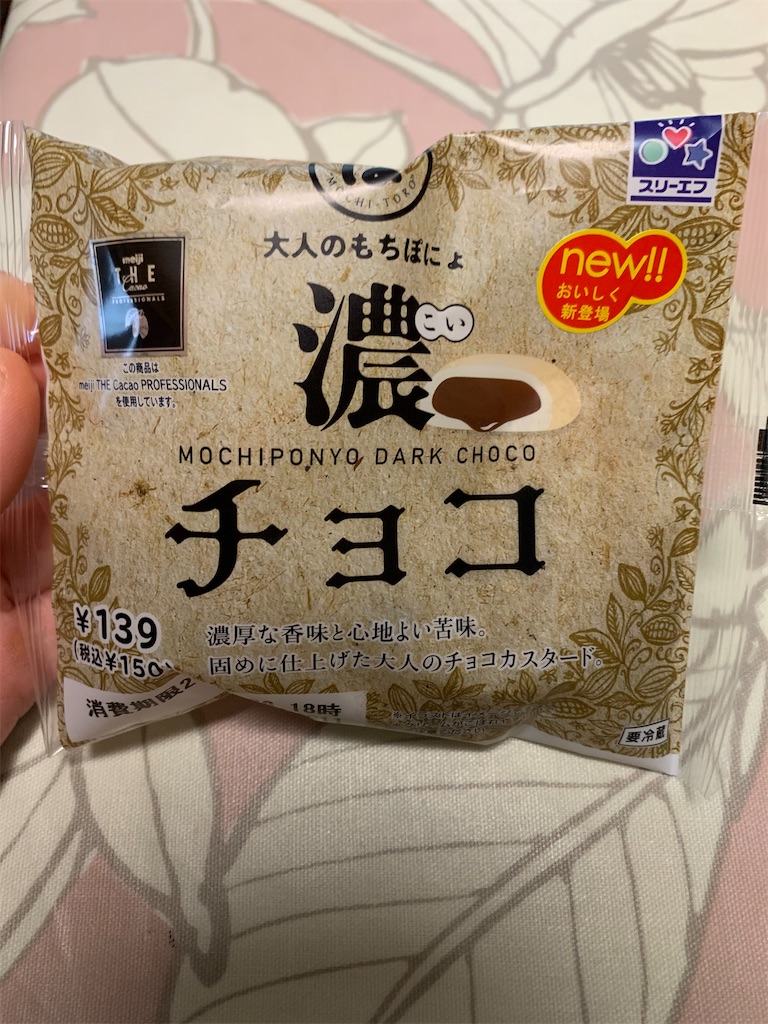 MOCHI-TORO
スリーエフ
大人のもちぽにょ
meiji
THE
Cacao
PROFESSIONALS
new!!
おいしく
新登場
濃
こい
この商品は
meiji THE Cacao PROFESSIONALS
を使用しています。
MOCHIPONYO DARK CHOCO
チョコ
¥139
(税込¥150)
濃厚な香味と心地よい苦味。
固めに仕上げた大人のチョコカスタード。
消費期限2
18時
要冷蔵